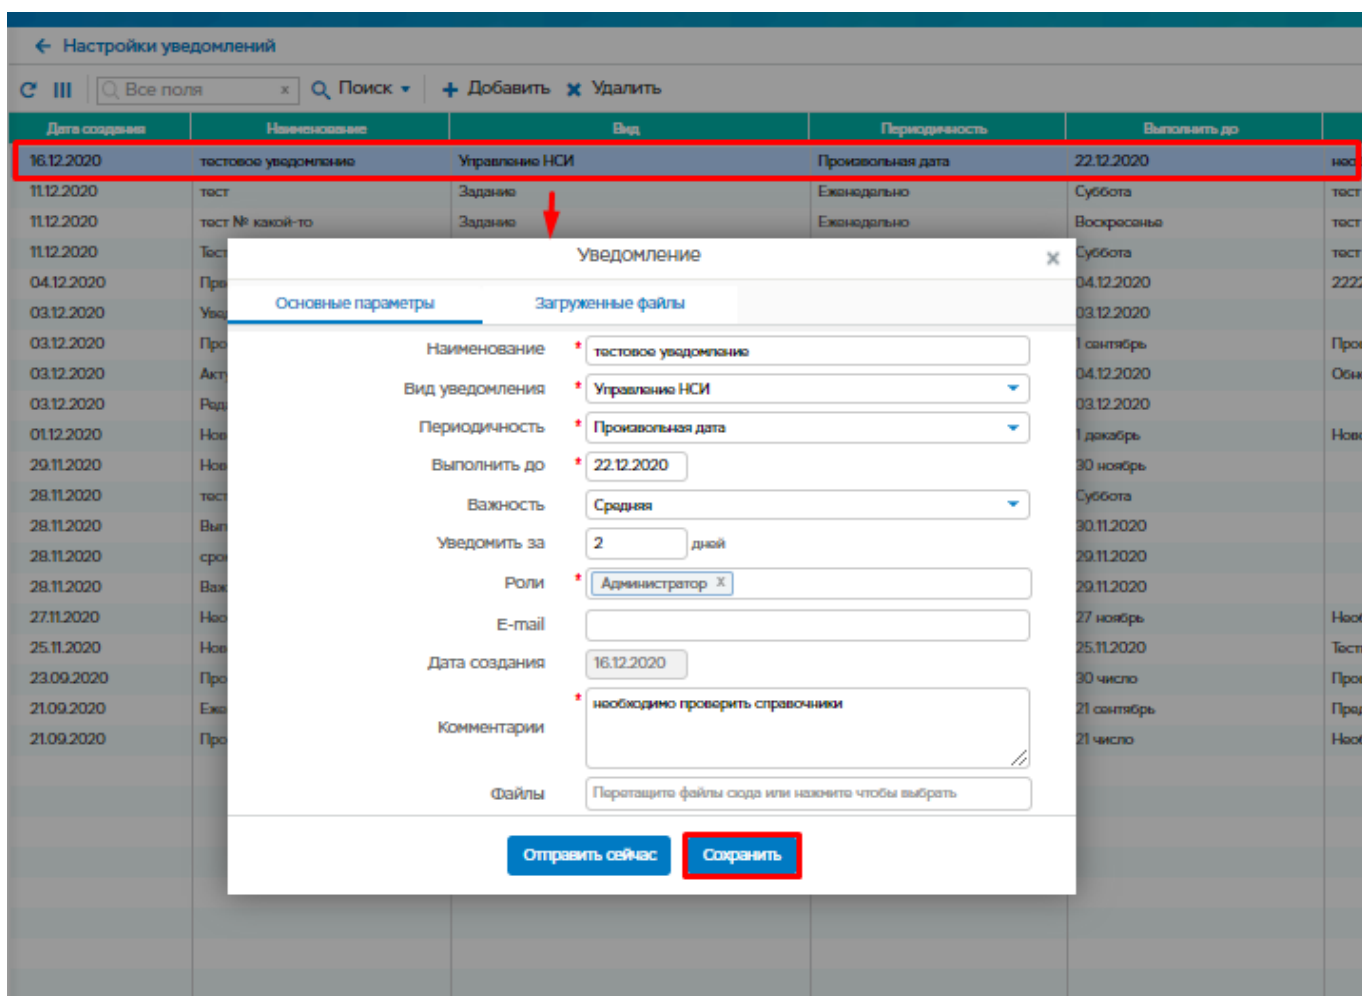 Настройки уведомлений
Все поля x Поиск Добавить Удалить
Дата создания Наименование Вид Периодичность Выполнить до
16.12.2020 тестовое уведомление Управление НСИ Произвольная дата 22.12.2020
11.12.2020 тест Задание Еженедельно Суббота тест
11.12.2020 тест № какой-то Задание Еженедельно Воскресенье тест
11.12.2020 Суббота тест
04.12.2020 04.12.2020 2222
03.12.2020 03.12.2020
03.12.2020 1 сентябрь
03.12.2020 04.12.2020
03.12.2020 03.12.2020
01.12.2020 1 декабрь
29.11.2020 30 ноябрь
28.11.2020 Суббота
28.11.2020 30.11.2020
28.11.2020 29.11.2020
28.11.2020 29.11.2020
27.11.2020 27 ноябрь
25.11.2020 25.11.2020
23.09.2020 30 число
21.09.2020 21 сентябрь
21.09.2020 21 число
Уведомление
Основные параметры Загруженные файлы
Наименование * тестовое уведомление
Вид уведомления * Управление НСИ
Периодичность * Произвольная дата
Выполнить до * 22.12.2020
Важность Средняя
Уведомить за 2 дней
Роли * Администратор x
E-mail
Дата создания 16.12.2020
Комментарии * необходимо проверить справочники
Файлы Перетащите файлы сюда или нажмите чтобы выбрать
Отправить сейчас Сохранить